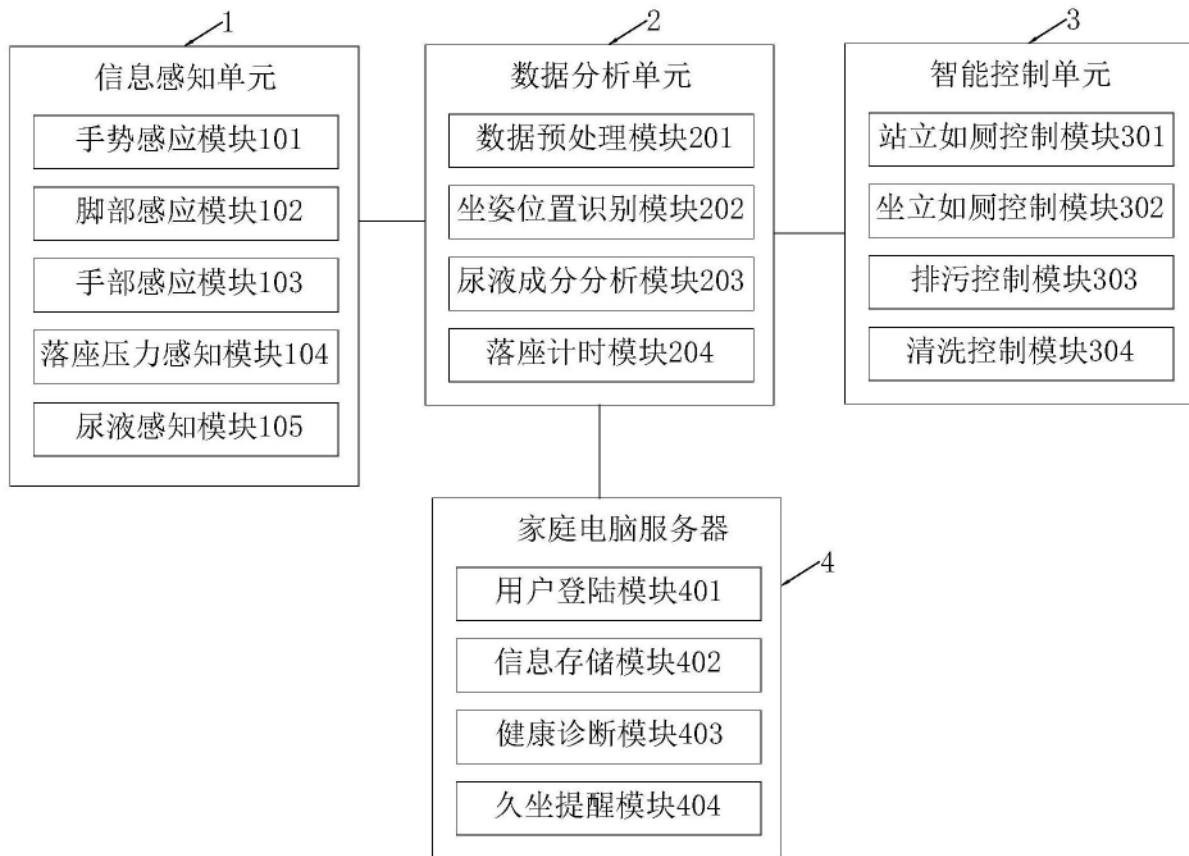 1
信息感知单元
手势感应模块101
脚部感应模块102
手部感应模块103
落座压力感知模块104
尿液感知模块105
2
数据分析单元
数据预处理模块201
坐姿位置识别模块202
尿液成分分析模块203
落座计时模块204
3
智能控制单元
站立如厕控制模块301
坐立如厕控制模块302
排污控制模块303
清洗控制模块304
4
家庭电脑服务器
用户登陆模块401
信息存储模块402
健康诊断模块403
久坐提醒模块404